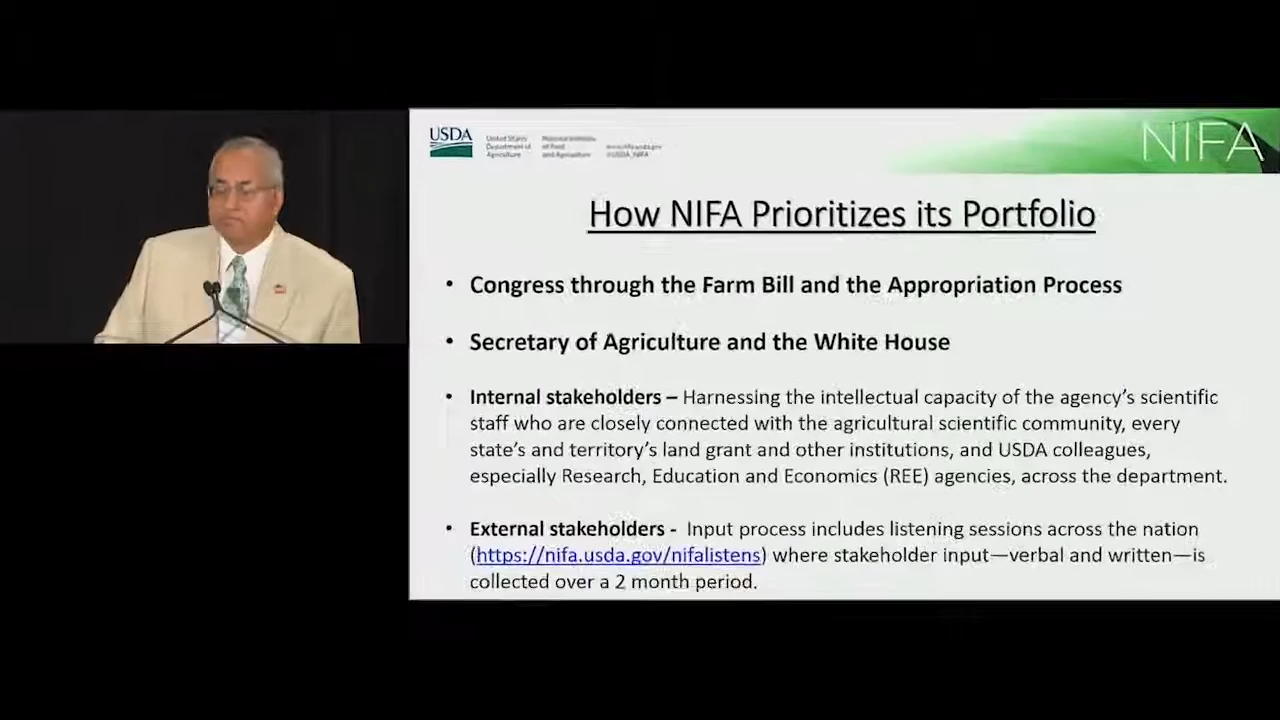 USDA
United States
Department of
Agriculture
National Institute
of Food
and Agriculture
www.nifa.usda.gov
@USDA_NIFA
NIFA
How NIFA Prioritizes its Portfolio
• Congress through the Farm Bill and the Appropriation Process
• Secretary of Agriculture and the White House
• Internal stakeholders – Harnessing the intellectual capacity of the agency’s scientific
staff who are closely connected with the agricultural scientific community, every
state’s and territory’s land grant and other institutions, and USDA colleagues,
especially Research, Education and Economics (REE) agencies, across the department.
• External stakeholders - Input process includes listening sessions across the nation
(https://nifa.usda.gov/nifalistens) where stakeholder input—verbal and written—is
collected over a 2 month period.